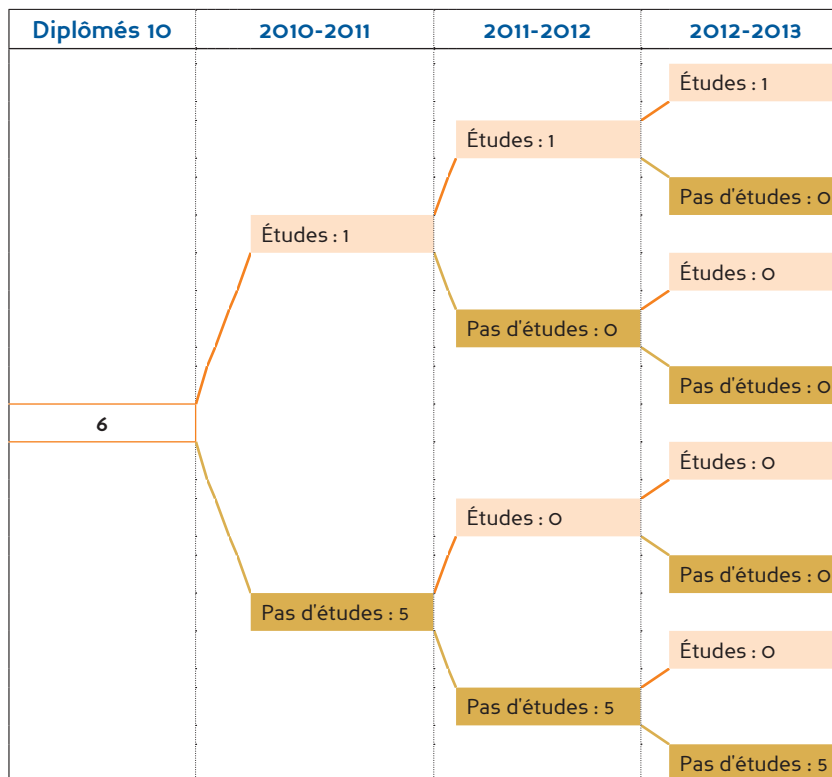 Diplômés 10 2010-2011 2011-2012 2012-2013
Études : 1
Études : 1
Pas d'études : 0
Études : 1
Études : 0
Pas d'études : 0
Pas d'études : 0
6
Études : 0
Études : 0
Pas d'études : 0
Pas d'études : 5
Études : 0
Pas d'études : 5
Pas d'études : 5